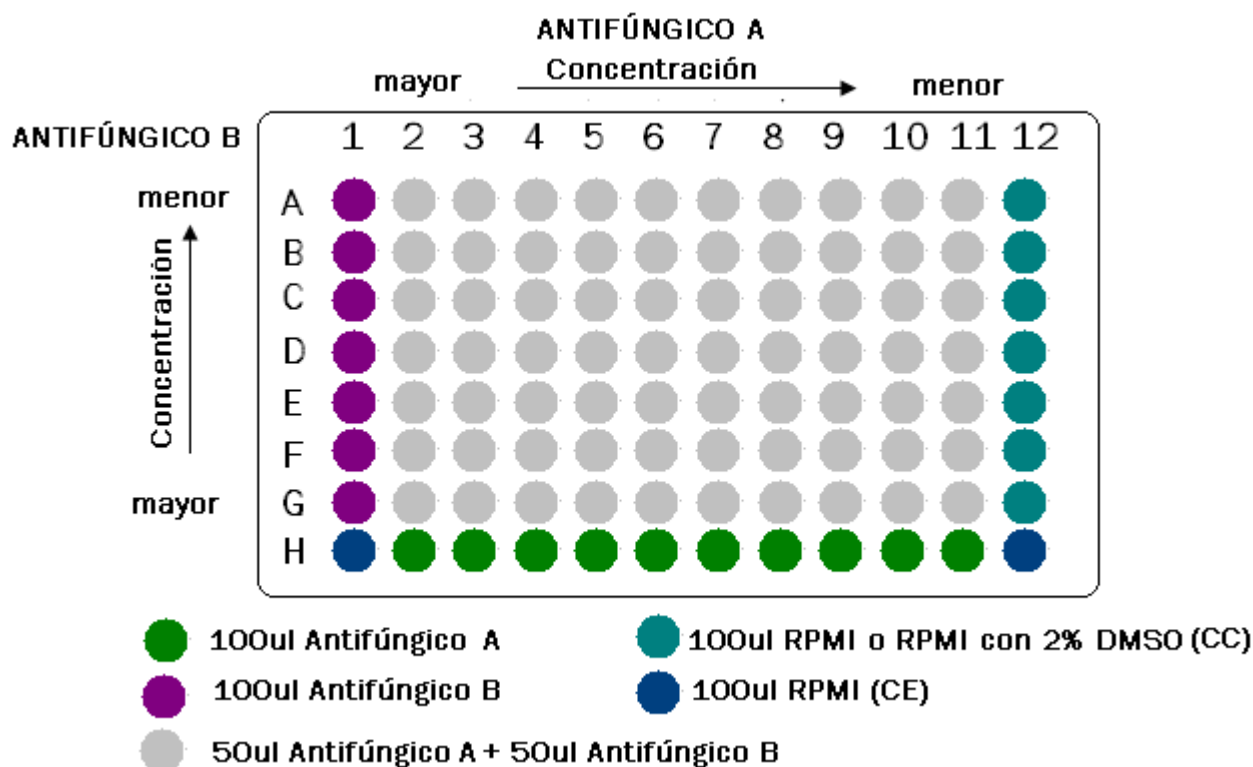 ANTIFÚNGICO A
Concentración
mayor menor
ANTIFÚNGICO B 1 2 3 4 5 6 7 8 9 10 11 12
menor A
B
Concentración C
D
E
F
mayor G
H
100ul Antifúngico A 100ul RPMI o RPMI con 2% DMSO (CC)
100ul Antifúngico B 100ul RPMI (CE)
50ul Antifúngico A + 50ul Antifúngico B